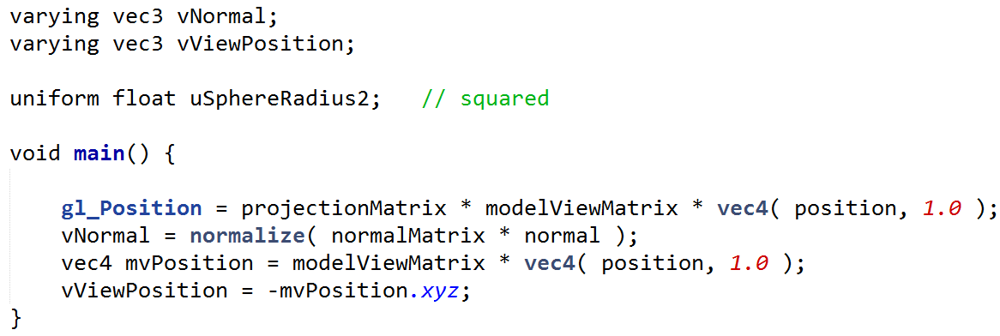 varying vec3 vNormal;
varying vec3 vViewPosition;
uniform float uSphereRadius2;   // squared
void main() {
    gl_Position = projectionMatrix * modelViewMatrix * vec4( position, 1.0 );
    vNormal = normalize( normalMatrix * normal );
    vec4 mvPosition = modelViewMatrix * vec4( position, 1.0 );
    vViewPosition = -mvPosition.xyz;
}